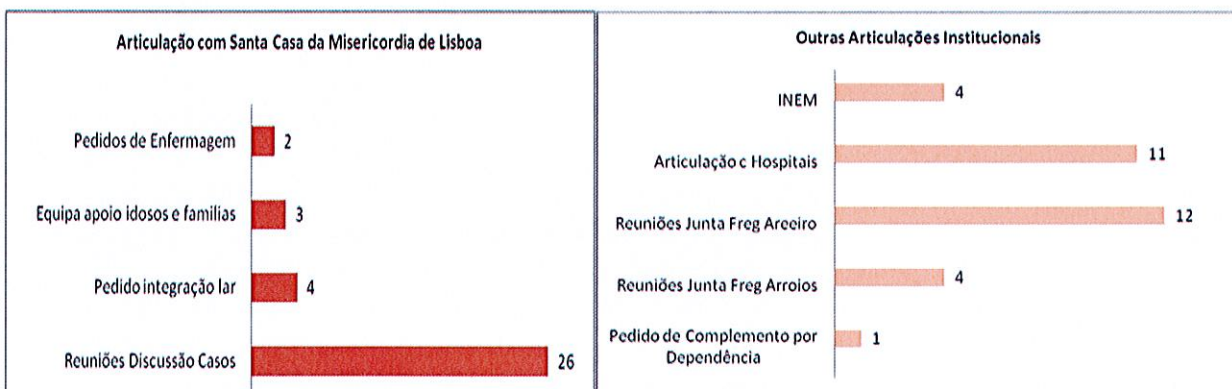 Articulação com Santa Casa da Misericordia de Lisboa
Pedidos de Enfermagem 2
Equipa apoio idosos e familias 3
Pedido integração lar 4
Reuniões Discussão Casos 26
Outras Articulações Institucionais
INEM 4
Articulação c Hospitais 11
Reuniões Junta Freg Areeiro 12
Reuniões Junta Freg Arroios 4
Pedido de Complemento por
Dependência 1